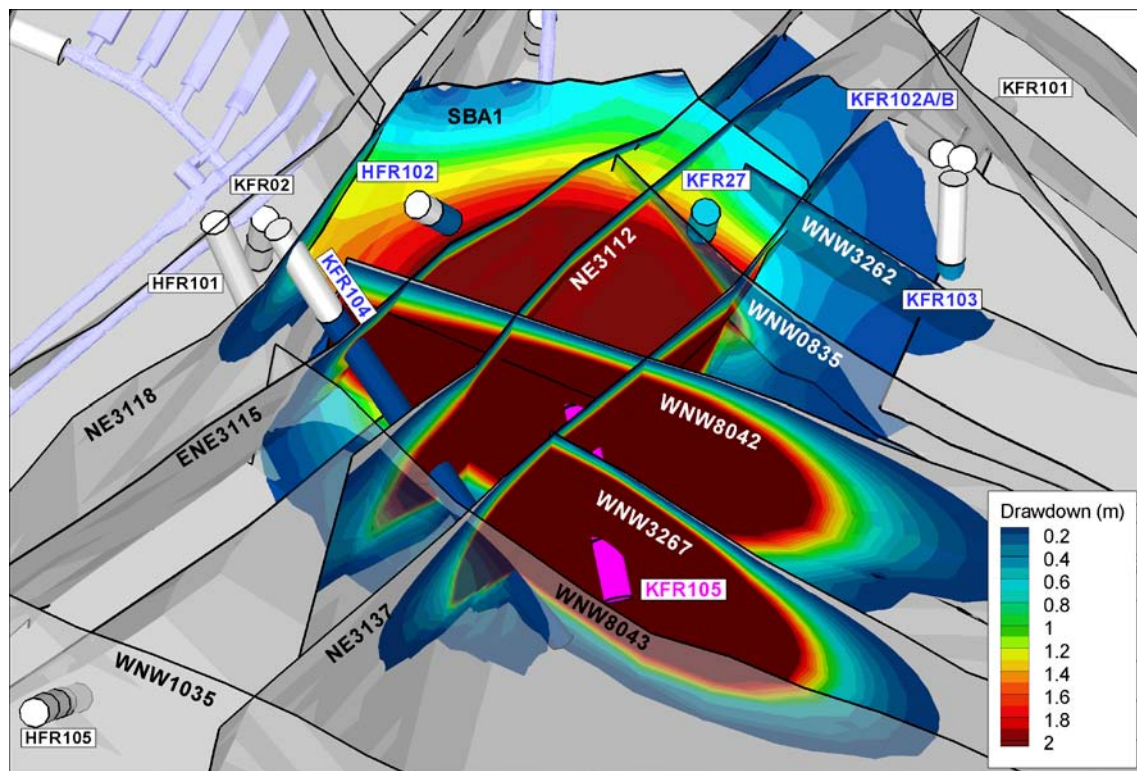 KFR101
KFR102A/B
SBA1
HFR102
KFR27
KFR02
WNW3262
NE3112
HFR101
KFR104
KFR103
WNW0835
NE3118
ENE3115
WNW8042
WNW3267
KFR105
WNW8043
NE3137
WNW1035
HFR105
Drawdown (m)
0.2
0.4
0.6
0.8
1
1.2
1.4
1.6
1.8
2